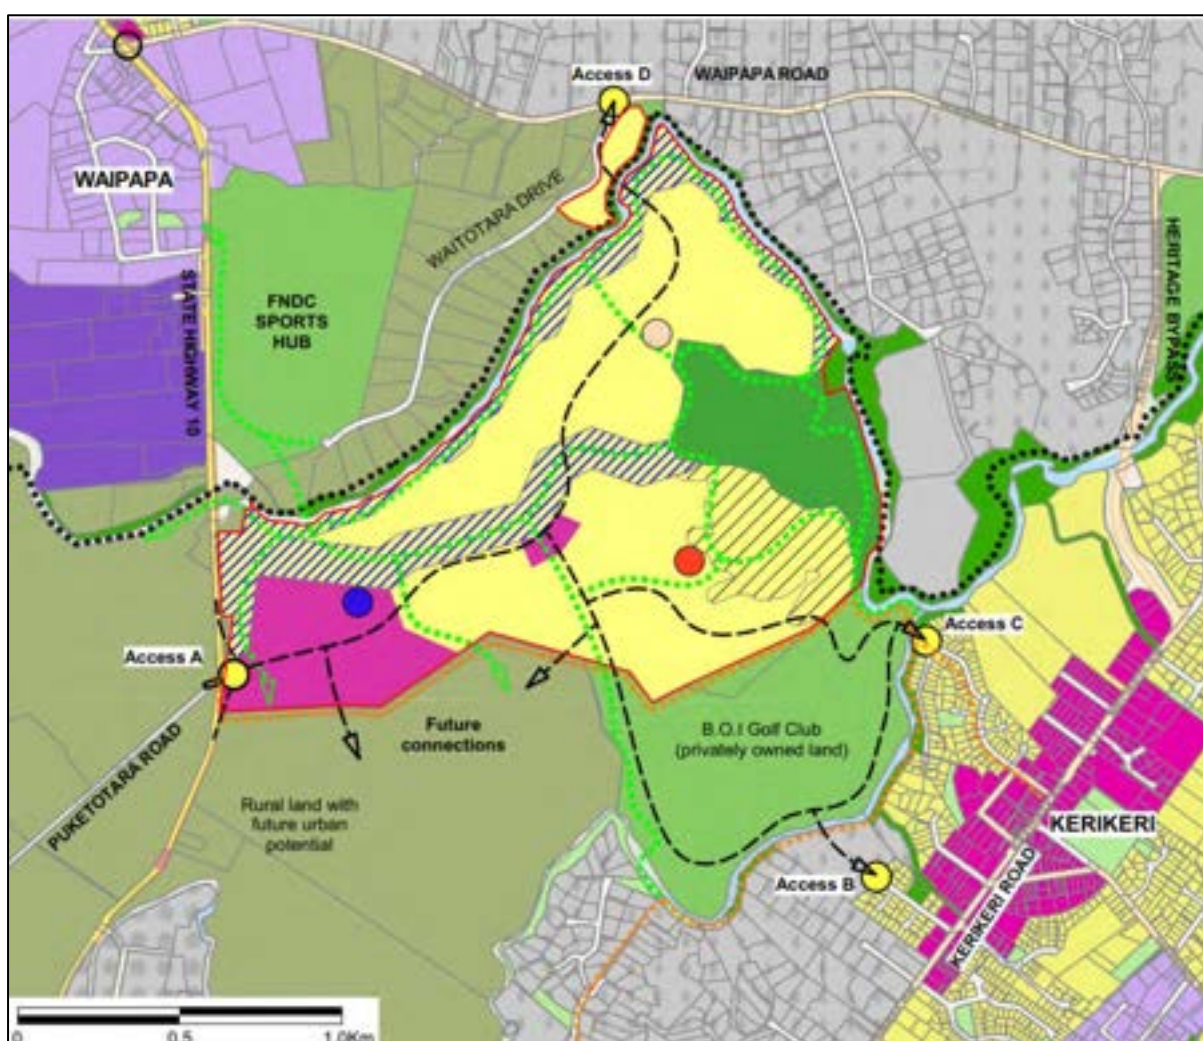 Access D
WAIPAPA ROAD
WAIPAPA
WAITOTARA DRIVE
HERITAGE BYPASS
STATE HIGHWAY 10
FNDC
SPORTS
HUB
Access C
Access A
Future
connections
B.O.I Golf Club
(privately owned land)
PUKETOTARA ROAD
Rural land with
future urban
potential
KERIKERI
Access B
KERIKERI ROAD
0
0.5
1.0Km